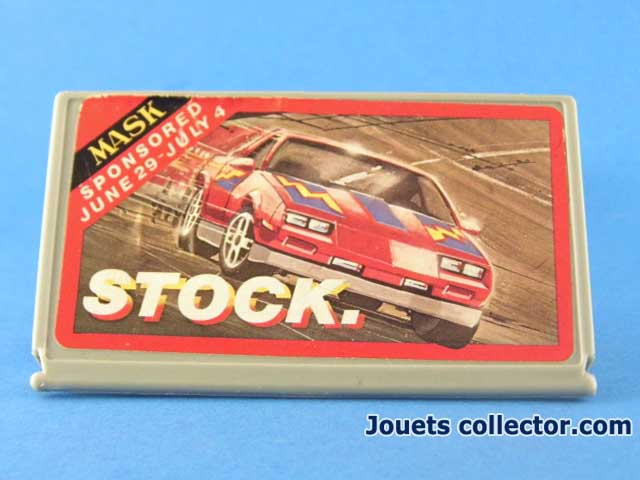 MASK
SPONSORED
JUNE 29-JULY 4
STOCK.
Jouets collector.com